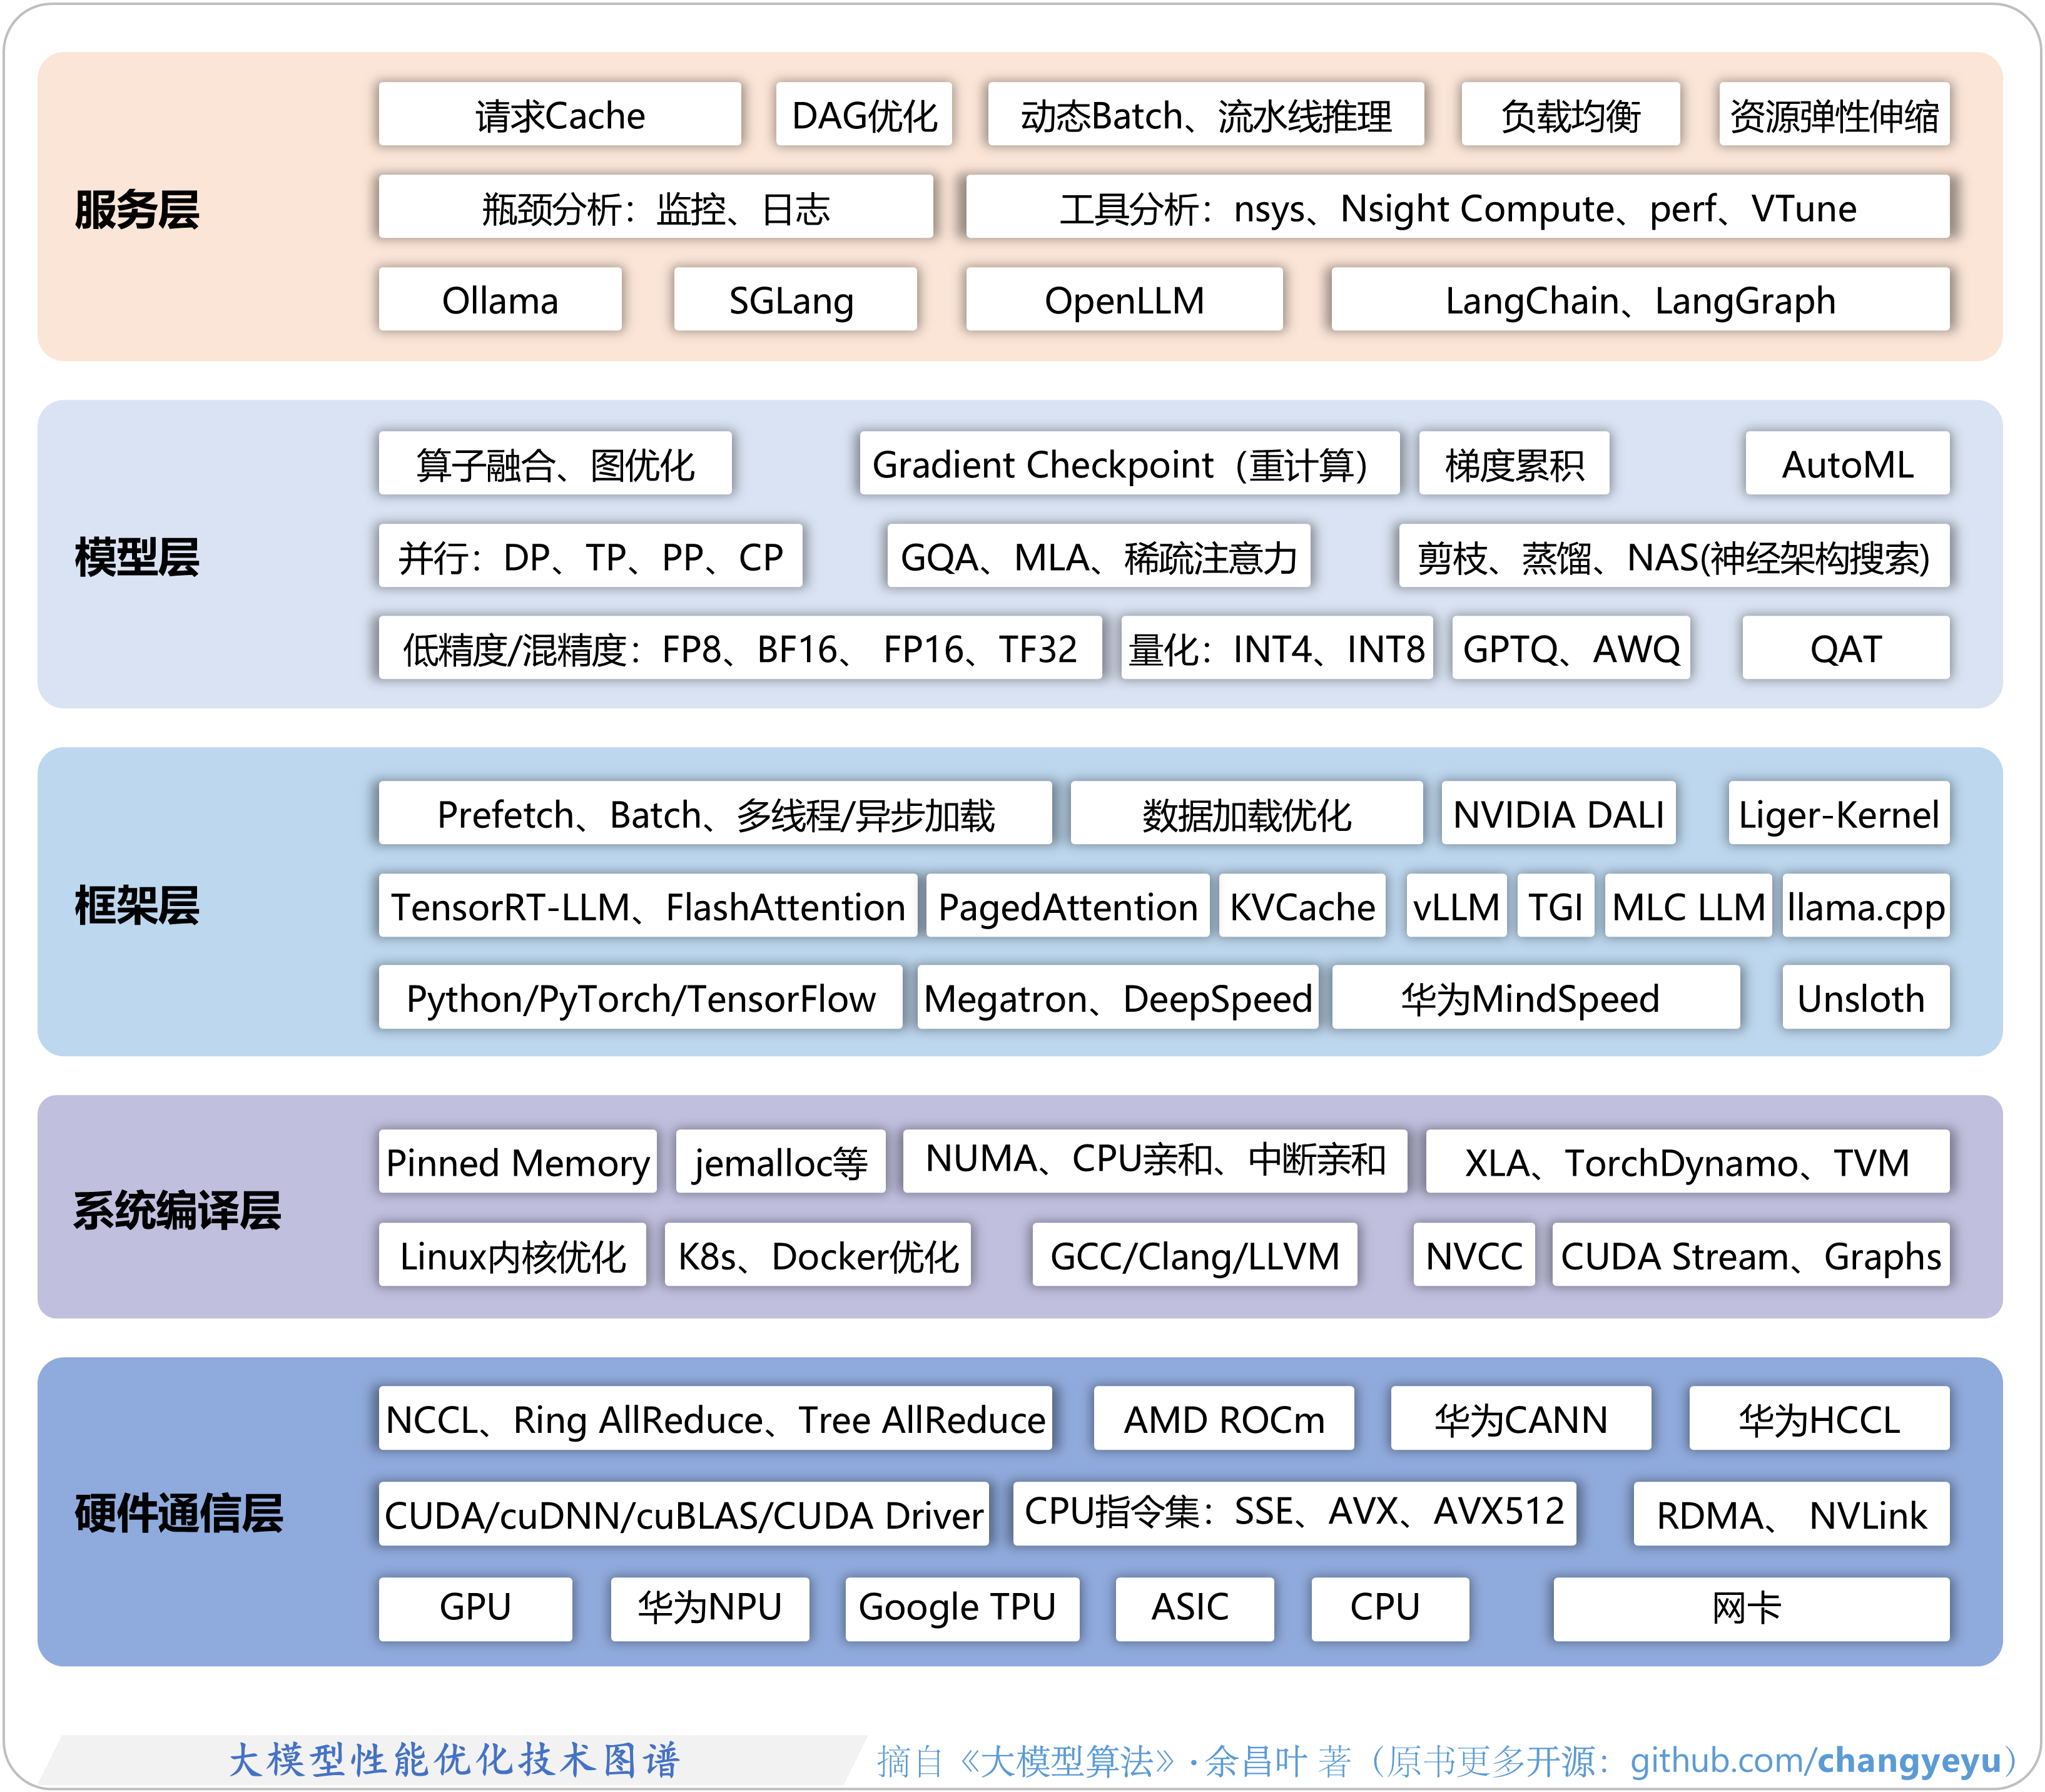 请求Cache DAG优化 动态Batch、流水线推理 负载均衡 资源弹性伸缩
服务层 瓶颈分析：监控、日志 工具分析：nsys、Nsight Compute、perf、VTune
Ollama SGLang OpenLLM LangChain、LangGraph
算子融合、图优化 Gradient Checkpoint（重计算） 梯度累积 AutoML
模型层 并行：DP、TP、PP、CP GQA、MLA、稀疏注意力 剪枝、蒸馏、NAS(神经架构搜索)
低精度/混精度：FP8、BF16、 FP16、TF32 量化：INT4、INT8 GPTQ、AWQ QAT
Prefetch、Batch、多线程/异步加载 数据加载优化 NVIDIA DALI Liger-Kernel
框架层 TensorRT-LLM、FlashAttention PagedAttention KVCache vLLM TGI MLC LLM llama.cpp
Python/PyTorch/TensorFlow Megatron、DeepSpeed 华为MindSpeed Unsloth
Pinned Memory jemalloc等 NUMA、CPU亲和、中断亲和 XLA、TorchDynamo、TVM
系统编译层
Linux内核优化 K8s、Docker优化 GCC/Clang/LLVM NVCC CUDA Stream、Graphs
NCCL、Ring AllReduce、Tree AllReduce AMD ROCm 华为CANN 华为HCCL
硬件通信层 CUDA/cuDNN/cuBLAS/CUDA Driver CPU指令集：SSE、AVX、AVX512 RDMA、 NVLink
GPU 华为NPU Google TPU ASIC CPU 网卡
大模型性能优化技术图谱 摘自《大模型算法》·余昌叶 著（原书更多开源：github.com/changyeyu）